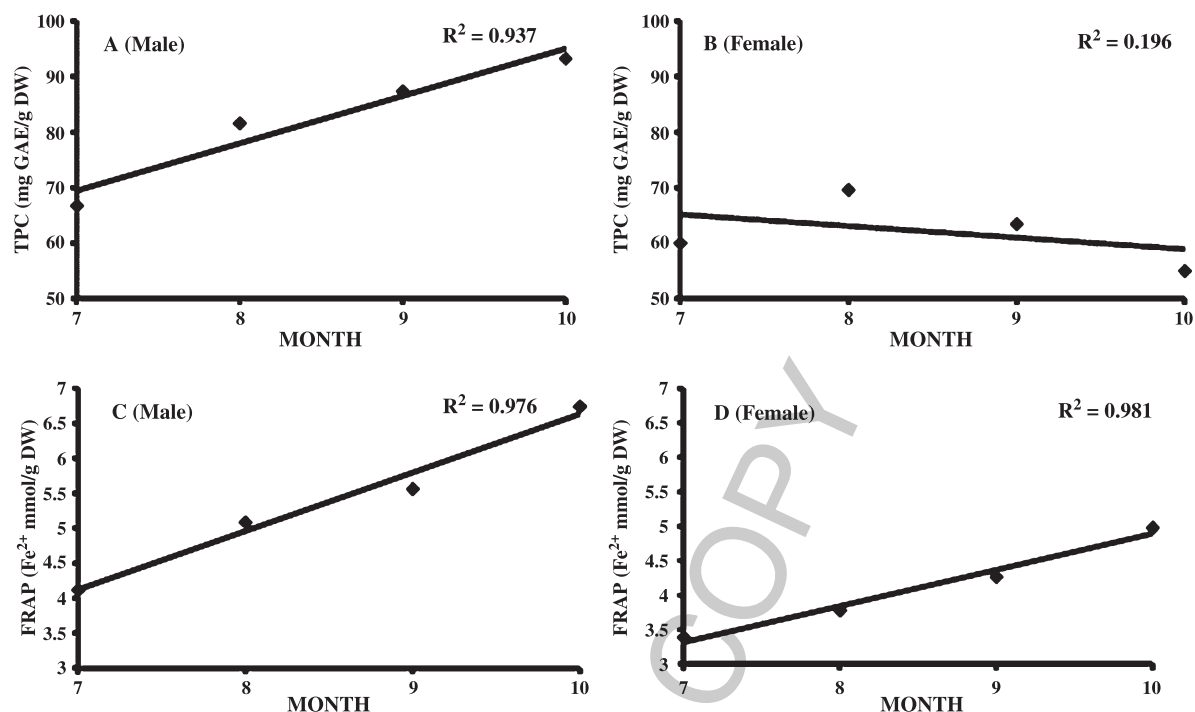 A (Male)
R² = 0.937
TPC (mg GAE/g DW)
100
90
80
70
60
50
7 8 9 10
MONTH
B (Female)
R² = 0.196
TPC (mg GAE/g DW)
100
90
80
70
60
50
7 8 9 10
MONTH
C (Male)
R² = 0.976
FRAP (Fe²⁺ mmol/g DW)
7
6.5
6
5.5
5
4.5
4
3.5
3
7 8 9 10
MONTH
D (Female)
R² = 0.981
FRAP (Fe²⁺ mmol/g DW)
7
6.5
6
5.5
5
4.5
4
3.5
3
7 8 9 10
MONTH
COPY